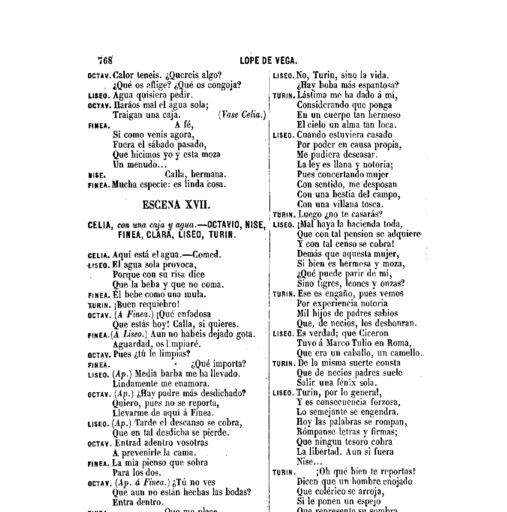 768
LOPE DE VEGA.
OCTAV. Calor teneis. ¿Quereis algo?
¿Qué os aflige? ¿Qué os congoja?
LISEO. Agua quisiera pedir.
OCTAV. Haráos mal el agua sola;
Traigan una caja. (Vase Celia.)
FINEA. A fé,
Si como venis agora,
Fuera el sábado pasado,
Que hicimos yo y esta moza
Un menudo...
NISE. Calla, hermana.
FINEA. Mucha especie: es linda cosa.
ESCENA XVII.
CELIA, con una caja y agua.—OCTAVIO, NISE,
FINEA, CLARA, LISEO, TURIN.
CELIA. Aquí está el agua.—Comed.
LISEO. El agua sola provoca,
Porque con su risa dice
Que la beba y que no coma.
FINEA. Él bebe como una mula.
TURIN. ¡Buen requiebro!
OCTAV. (A Finea.) ¡Qué enfadosa
Que estás hoy! Calla, si quieres.
FINEA. (A Liseo.) Aun no habeis dejado gota.
Aguardad, os limpiaré.
OCTAV. Pues ¿tú le limpias?
FINEA. ¿Qué importa?
LISEO. (Ap.) Media barba me ha llevado.
Lindamente me enamora.
OCTAV. (Ap.) ¿Hay padre más desdichado?
Quiero, pues no se reporta,
Llevarme de aquí á Finea.
LISEO. (Ap.) Tarde el descanso se cobra,
Que en tal desdicha se pierde.
OCTAV. Entrad adentro vosotras
A prevenirle la cama.
FINEA. La mia pienso que sobra
Para los dos.
OCTAV. (Ap. á Finea.) ¿Tú no ves
Que aun no están hechas las bodas?
Entra dentro.
FINEA. Que me place.
LISEO. No, Turin, sino la vida.
¿Hay boba más espantosa?
TURIN. Lástima me ha dado á mi,
Considerando que ponga
En un cuerpo tan hermoso
El cielo un alma tan loca.
LISEO. Cuando estuviera casado
Por poder en causa propia,
Me pudiera descasar.
La ley es llana y notoria;
Pues concertando mujer
Con sentido, me desposan
Con una bestia del campo,
Con una villana tosca.
TURIN. Luego ¿no te casarás?
LISEO. ¡Mal haya la hacienda toda,
Que con tal pension se adquiere
Y con tal censo se cobra!
Demás que aquesta mujer,
Si bien es hermosa y moza,
¿Qué puede parir de mi,
Sino tigres, leones y onzas?
TURIN. Ese es engaño, pues vemos
Por experiencia notoria
Mil hijos de padres sabios
Que, de necios, los deshonran.
LISEO. Es verdad; que Ciceron
Tuvo á Marco Tulio en Roma,
Que era un caballo, un camello..
TURIN. De la misma suerte consta
Que de necios padres suele
Salir una fénix sola.
LISEO. Turin, por lo general,
Y es consecuencia forzosa,
Lo semejante se engendra.
Hoy las palabras se rompan,
Rómpanse letras y firmas;
Que ningun tesoro cobra
La libertad. Aun si fuera
Nise...
TURIN. ¡Oh qué bien te reportas!
Dicen que un hombre enojado
Que colérico se arroja,
Si le ponen un espejo
Que representa su sombra